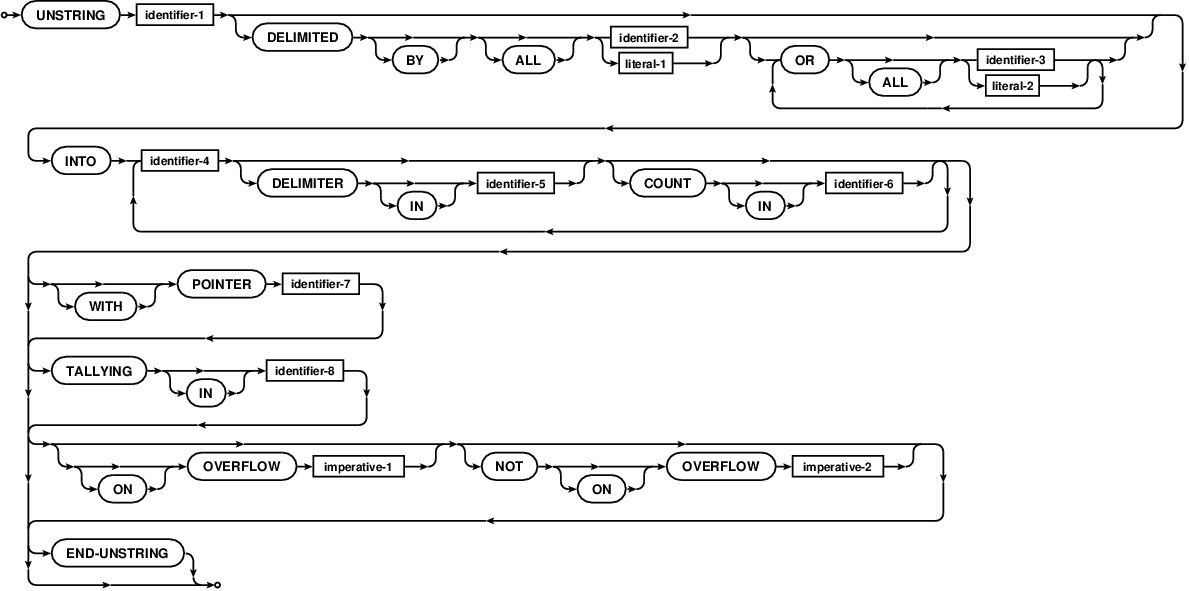 UNSTRING identifier-1
DELIMITED identifier-2 OR identifier-3
BY ALL literal-1 ALL literal-2
INTO identifier-4
DELIMITER identifier-5 COUNT identifier-6
IN IN
POINTER identifier-7
WITH
TALLYING identifier-8
IN
OVERFLOW imperative-1 NOT OVERFLOW imperative-2
ON ON
END-UNSTRING